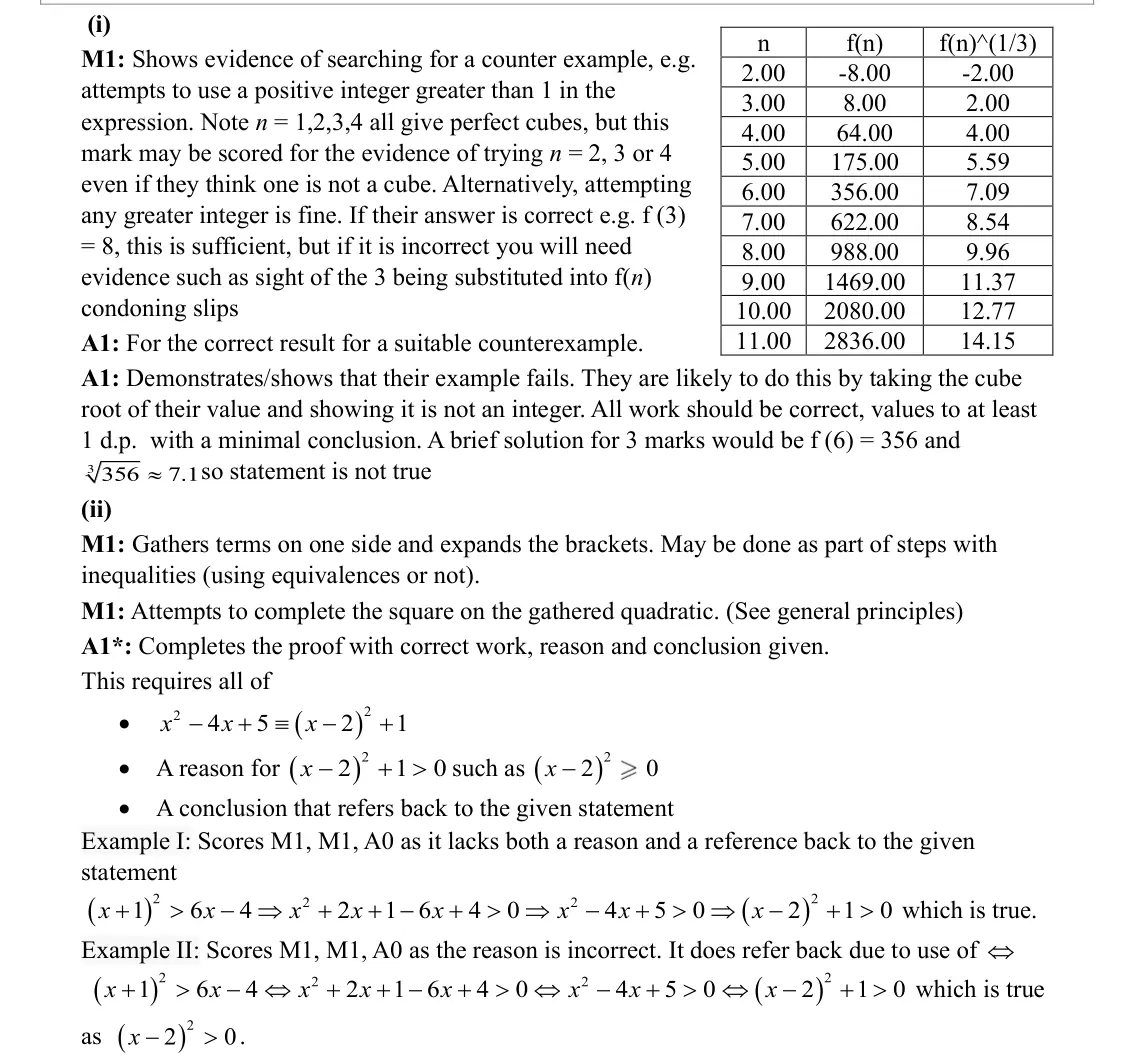 (i)
M1: Shows evidence of searching for a counter example, e.g.
attempts to use a positive integer greater than 1 in the
expression. Note n = 1,2,3,4 all give perfect cubes, but this
mark may be scored for the evidence of trying n = 2, 3 or 4
even if they think one is not a cube. Alternatively, attempting
any greater integer is fine. If their answer is correct e.g. f (3)
= 8, this is sufficient, but if it is incorrect you will need
evidence such as sight of the 3 being substituted into f(n)
condoning slips
A1: For the correct result for a suitable counterexample.
n f(n) f(n)^(1/3)
2.00 -8.00 -2.00
3.00 8.00 2.00
4.00 64.00 4.00
5.00 175.00 5.59
6.00 356.00 7.09
7.00 622.00 8.54
8.00 988.00 9.96
9.00 1469.00 11.37
10.00 2080.00 12.77
11.00 2836.00 14.15
A1: Demonstrates/shows that their example fails. They are likely to do this by taking the cube
root of their value and showing it is not an integer. All work should be correct, values to at least
1 d.p. with a minimal conclusion. A brief solution for 3 marks would be f (6) = 356 and
∛356 ≈ 7.1 so statement is not true
(ii)
M1: Gathers terms on one side and expands the brackets. May be done as part of steps with
inequalities (using equivalences or not).
M1: Attempts to complete the square on the gathered quadratic. (See general principles)
A1*: Completes the proof with correct work, reason and conclusion given.
This requires all of
• x² − 4x + 5 ≡ (x − 2)² + 1
• A reason for (x − 2)² + 1 > 0 such as (x − 2)² ⩾ 0
• A conclusion that refers back to the given statement
Example I: Scores M1, M1, A0 as it lacks both a reason and a reference back to the given
statement
(x + 1)² > 6x − 4 ⇒ x² + 2x + 1 − 6x + 4 > 0 ⇒ x² − 4x + 5 > 0 ⇒ (x − 2)² + 1 > 0 which is true.
Example II: Scores M1, M1, A0 as the reason is incorrect. It does refer back due to use of ⇔
(x + 1)² > 6x − 4 ⇔ x² + 2x + 1 − 6x + 4 > 0 ⇔ x² − 4x + 5 > 0 ⇔ (x − 2)² + 1 > 0 which is true
as (x − 2)² > 0.